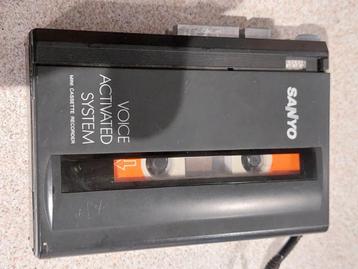 SANYO
VOICE
ACTIVATED
SYSTEM
MINI CASSETTE RECORDER